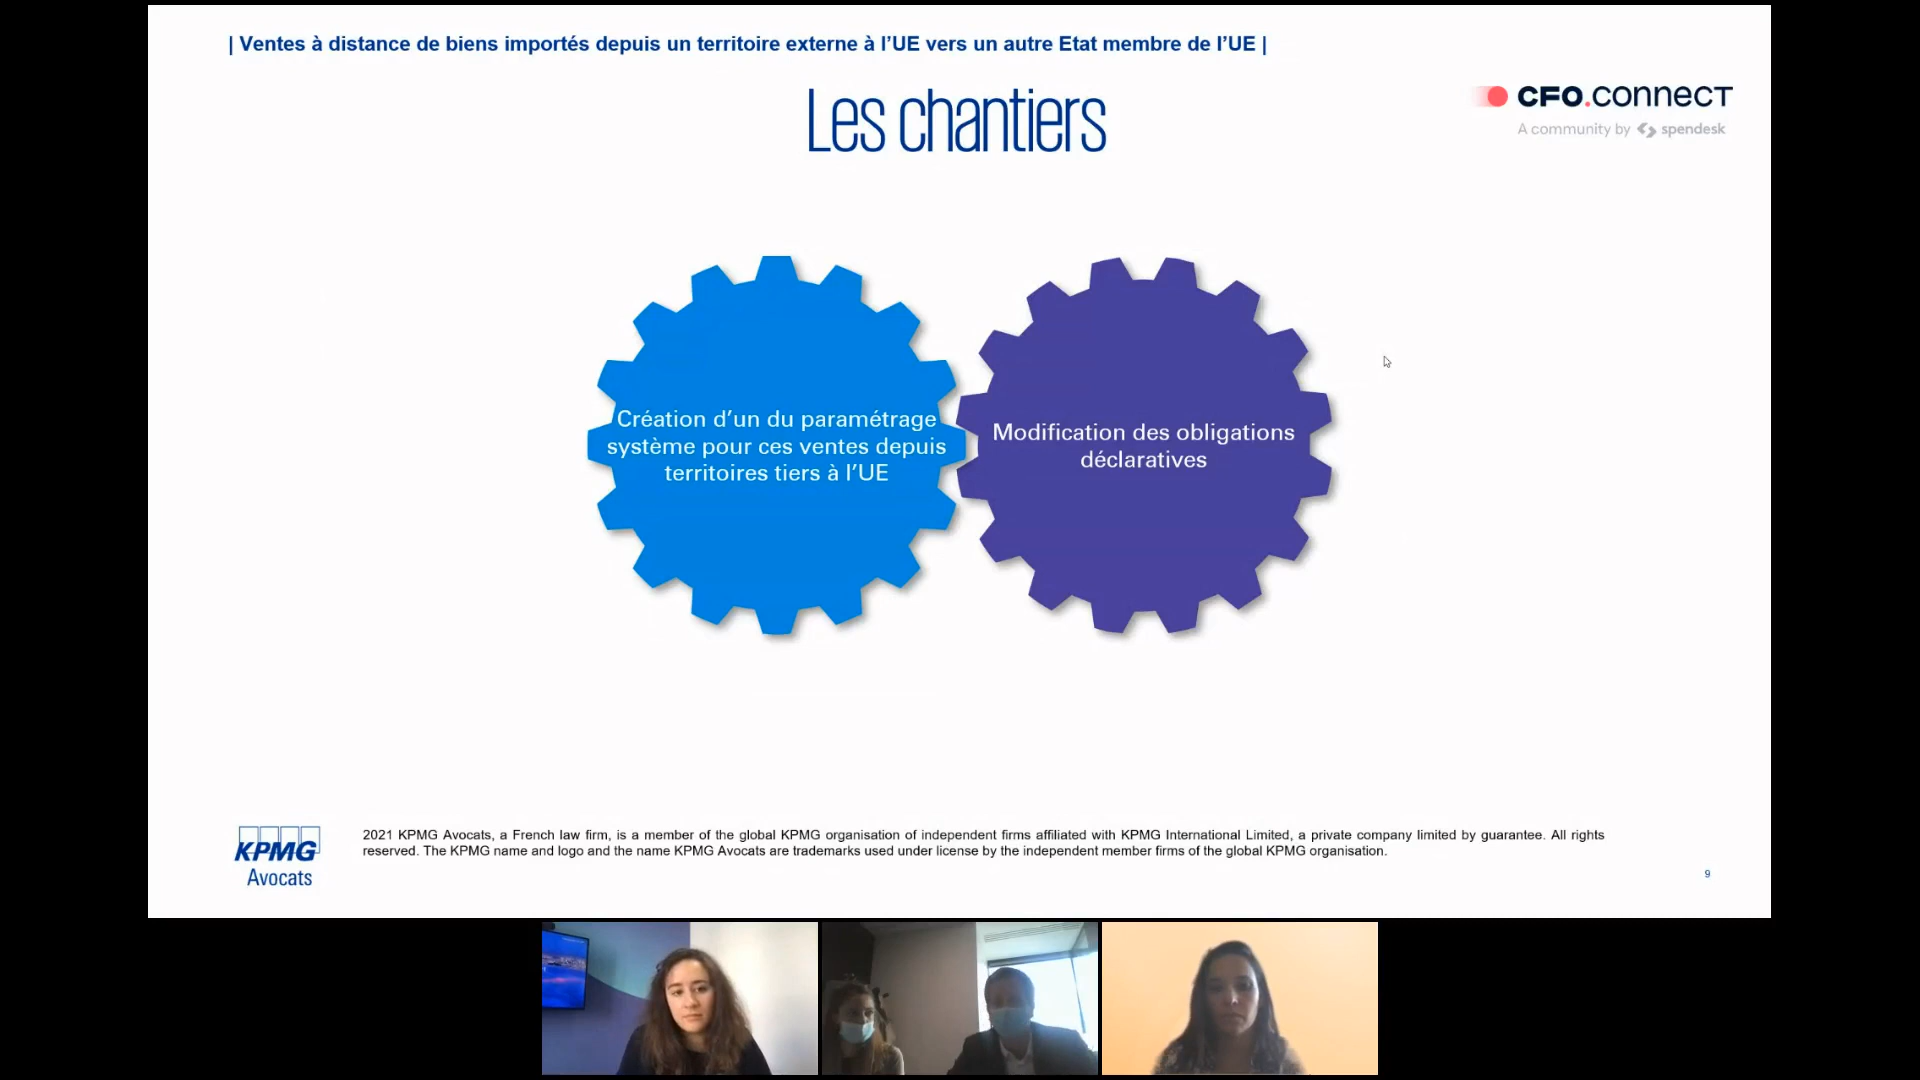 | Ventes à distance de biens importés depuis un territoire externe à l’UE vers un autre Etat membre de l’UE |
Les chantiers
CFO.CONNECT
A community by spendesk
Création d’un du paramétrage
système pour ces ventes depuis
territoires tiers à l’UE
Modification des obligations
déclaratives
KPMG
Avocats
2021 KPMG Avocats, a French law firm, is a member of the global KPMG organisation of independent firms affiliated with KPMG International Limited, a private company limited by guarantee. All rights
reserved. The KPMG name and logo and the name KPMG Avocats are trademarks used under license by the independent member firms of the global KPMG organisation.
9